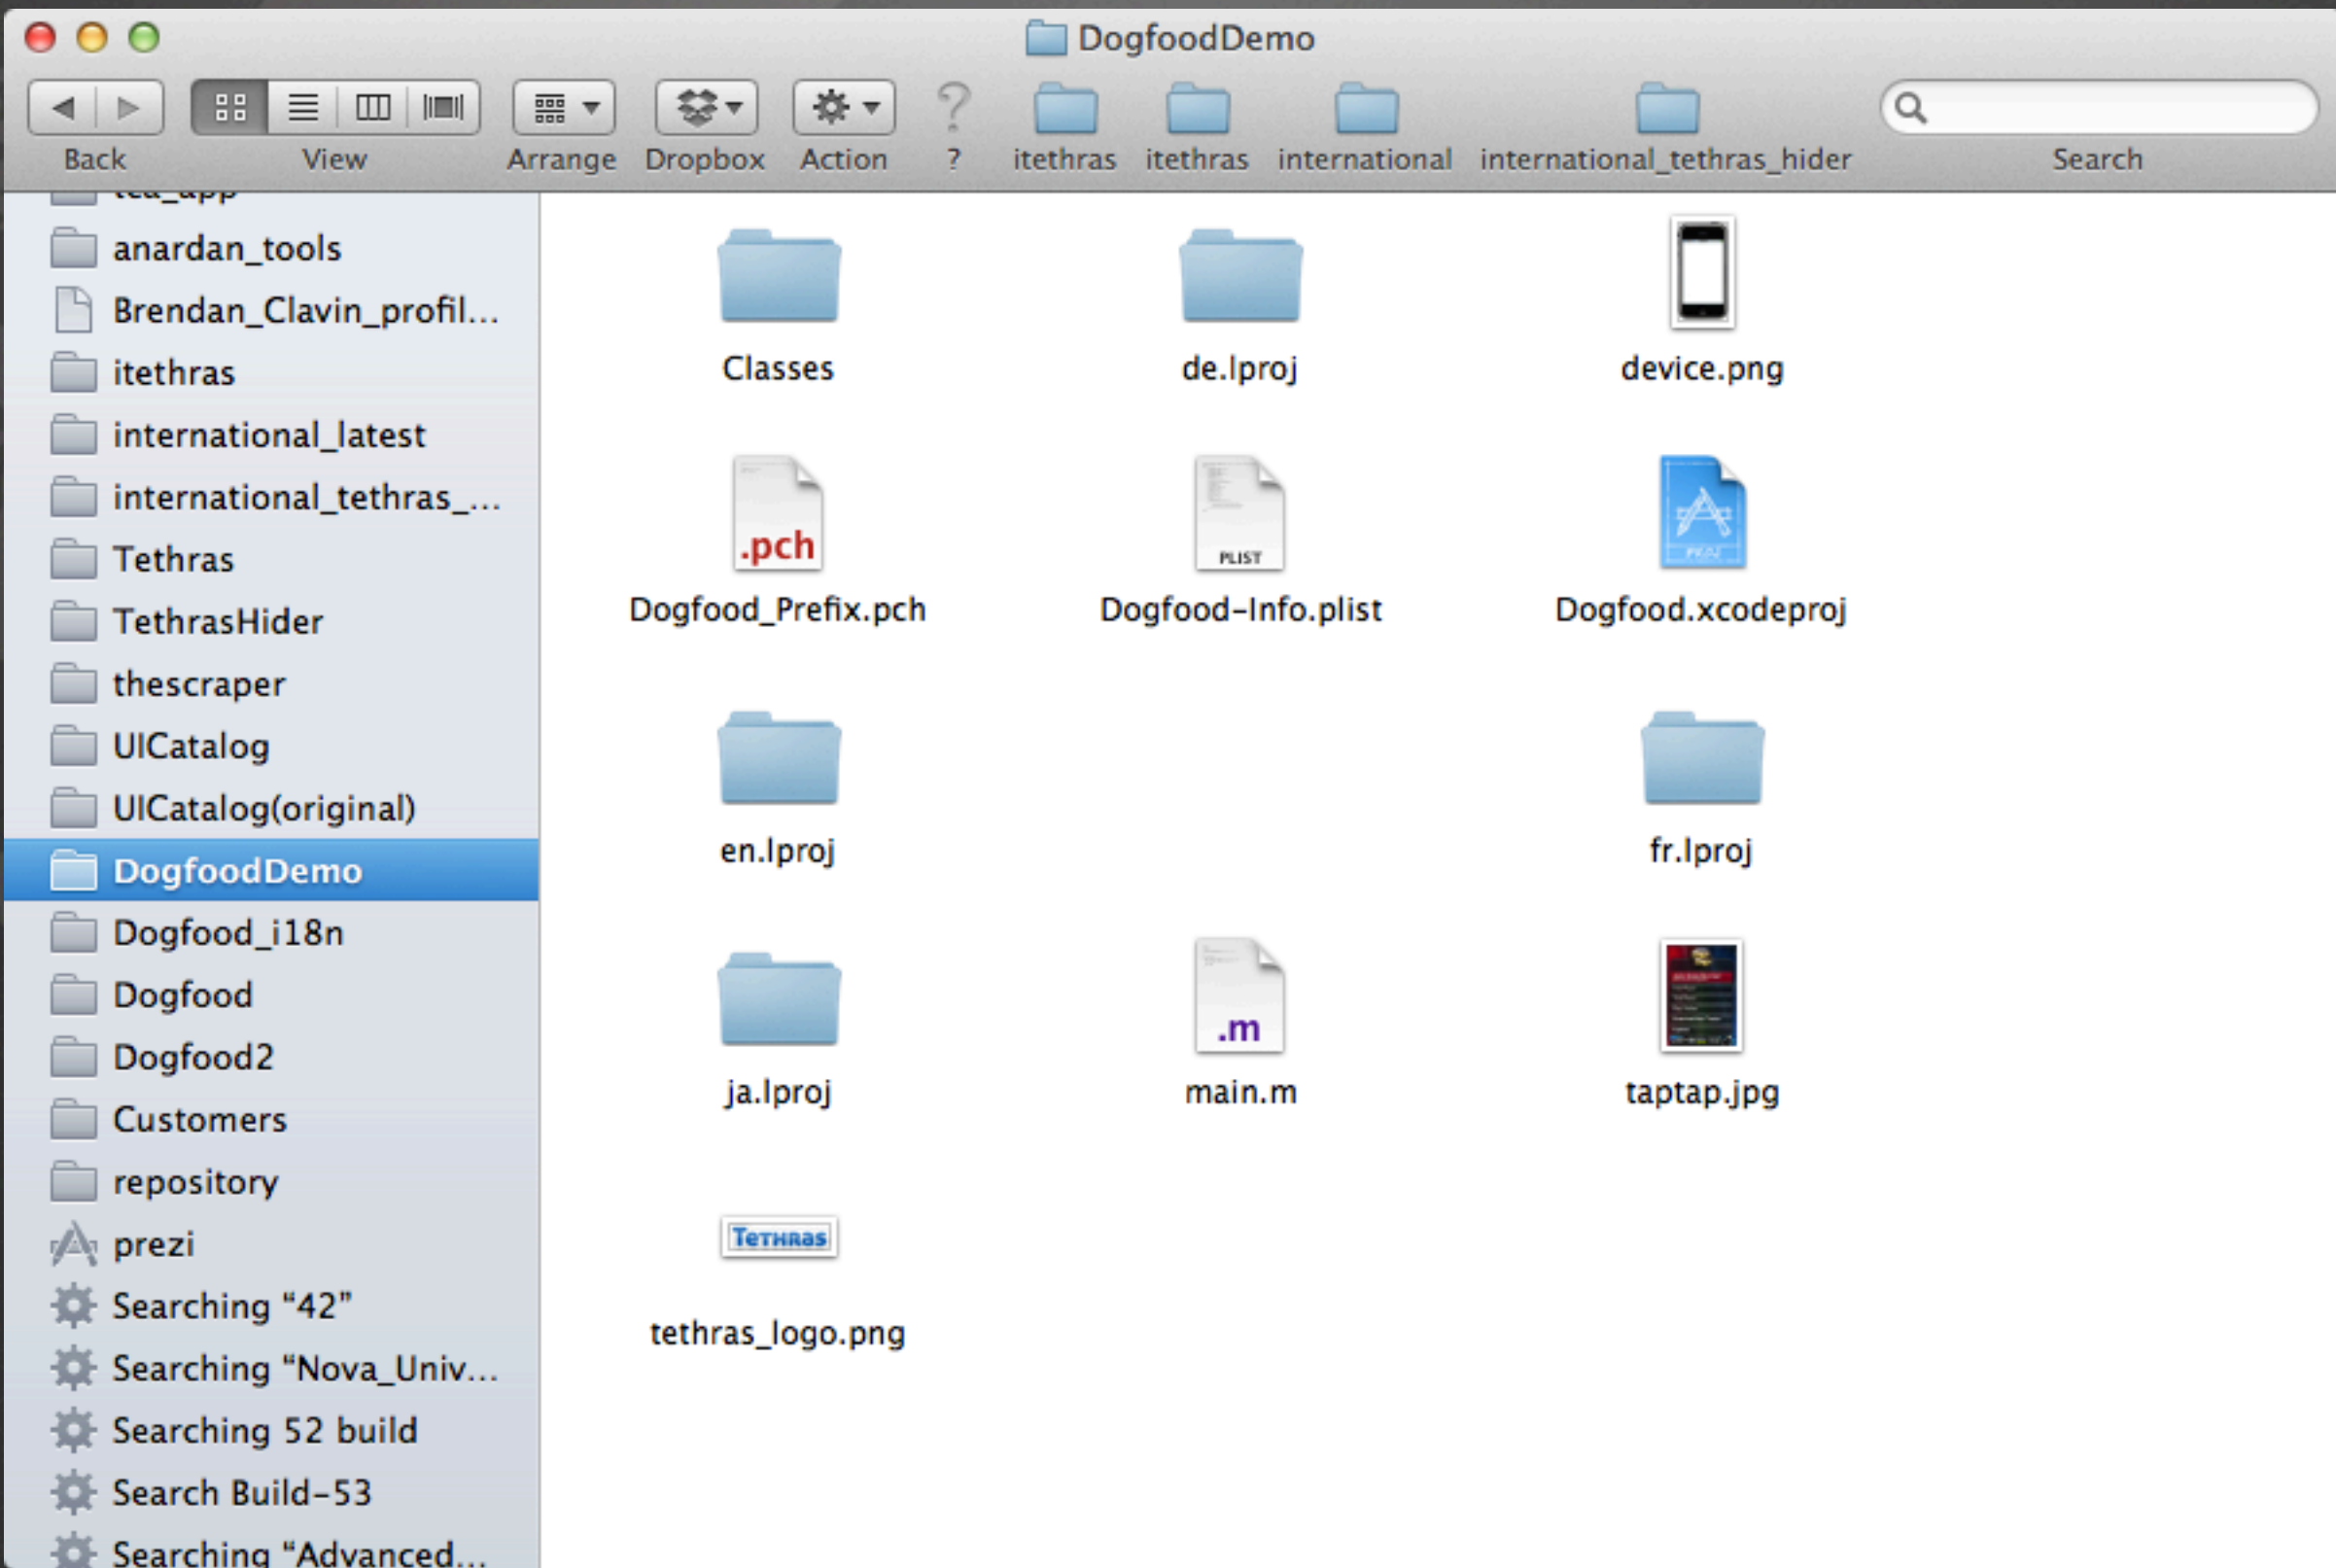 DogfoodDemo
Back
View
Arrange
Dropbox
Action
?
itethras
itethras
international
international_tethras_hider
Search
tca_app
anardan_tools
Brendan_Clavin_profil...
itethras
international_latest
international_tethras_...
Tethras
TethrasHider
thescraper
UICatalog
UICatalog(original)
DogfoodDemo
Dogfood_i18n
Dogfood
Dogfood2
Customers
repository
prezi
Searching “42”
Searching “Nova_Univ...
Searching 52 build
Search Build-53
Searching “Advanced...
Classes
de.lproj
device.png
.pch
PLIST
PROJ
Dogfood_Prefix.pch
Dogfood-Info.plist
Dogfood.xcodeproj
en.lproj
fr.lproj
.m
ja.lproj
main.m
taptap.jpg
TETHRAS
tethras_logo.png